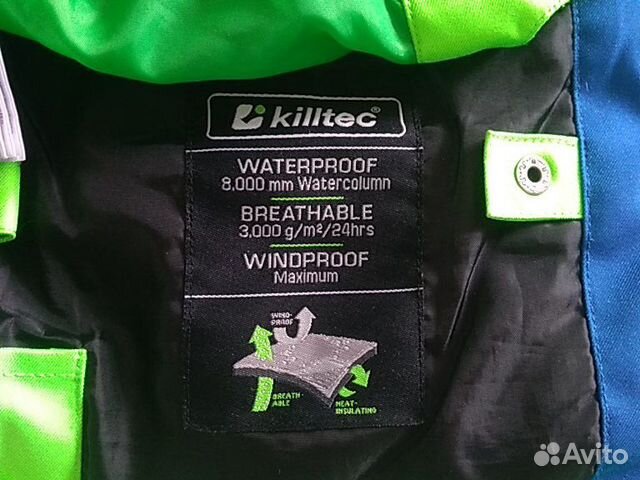 killtec®
WATERPROOF
8.000 mm Watercolumn
BREATHABLE
3.000 g/m²/24hrs
WINDPROOF
Maximum
WIND-
PROOF
BREATH-
ABLE
HEAT-
INSULATING
Avito